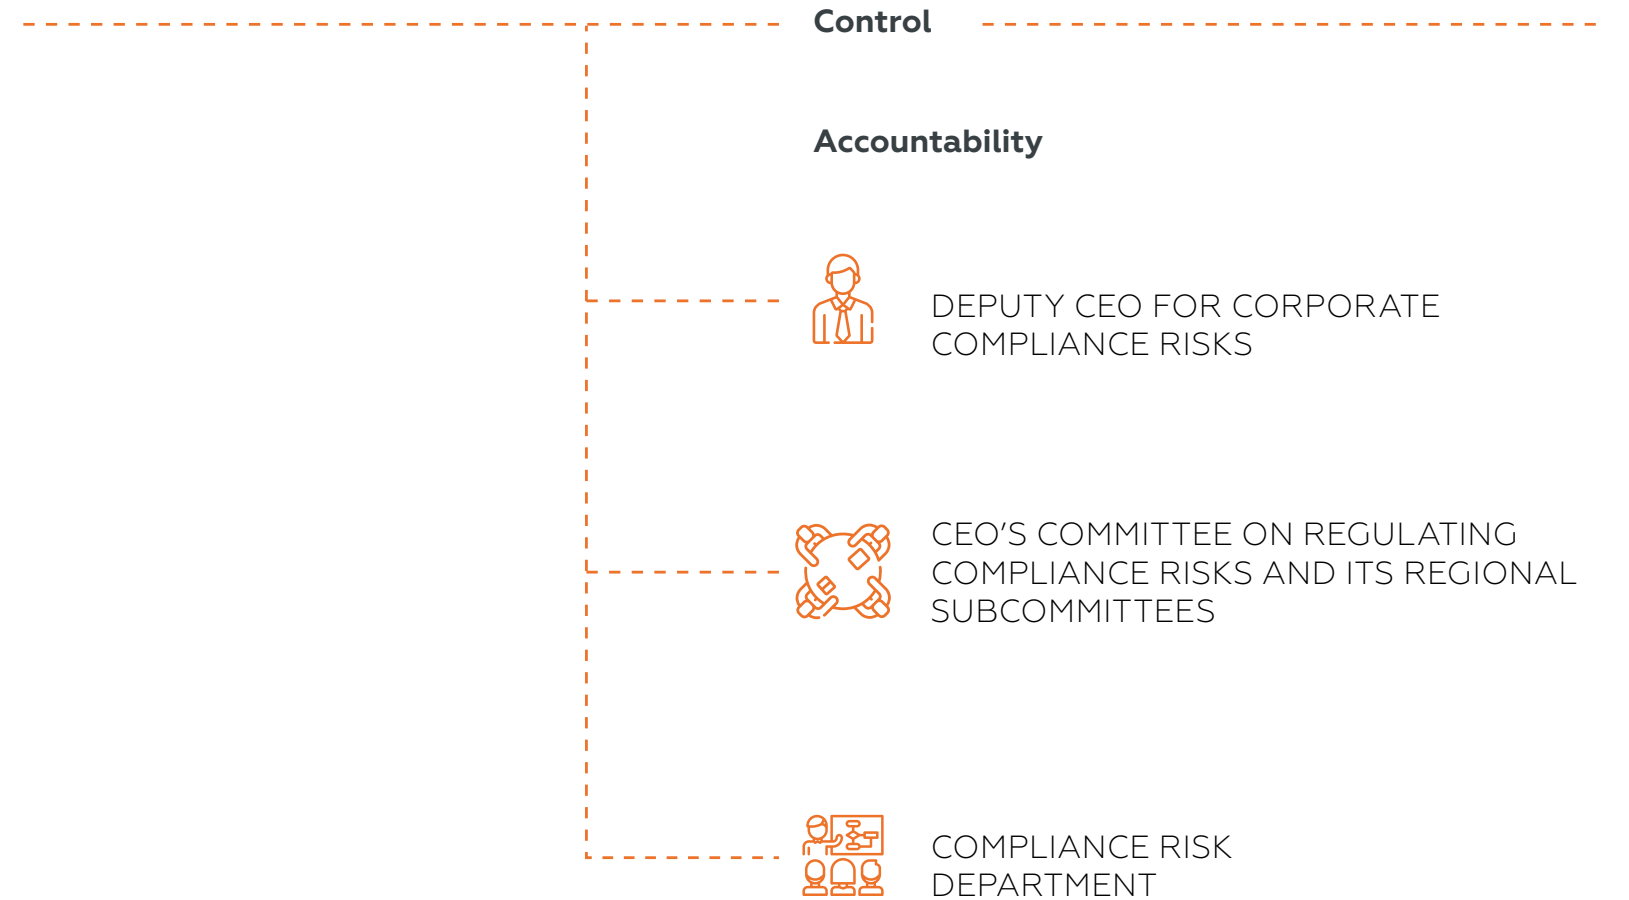 Control
Accountability
DEPUTY CEO FOR CORPORATE
COMPLIANCE RISKS
CEO’S COMMITTEE ON REGULATING
COMPLIANCE RISKS AND ITS REGIONAL
SUBCOMMITTEES
COMPLIANCE RISK
DEPARTMENT